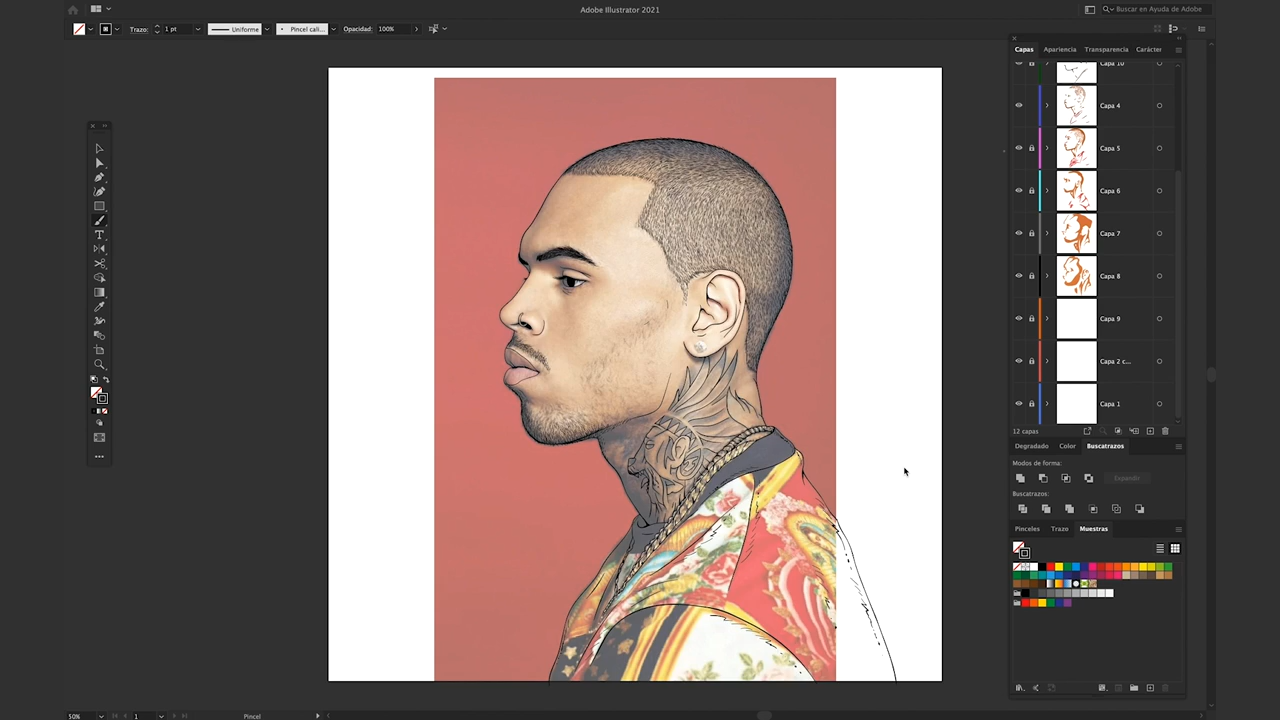 Adobe Illustrator 2021
Buscar en Ayuda de Adobe
Trazo: 1 pt Uniforme Pincel cali... Opacidad: 100%
Capas Apariencia Transparencia Carácter
Capa 10
Capa 4
Capa 5
Capa 6
Capa 7
Capa 8
Capa 9
Capa 2 c...
Capa 1
12 capas
Degradado Color Buscatrazos
Modos de forma:
Expandir
Buscatrazos:
Pinceles Trazo Muestras
50% 1 Pincel